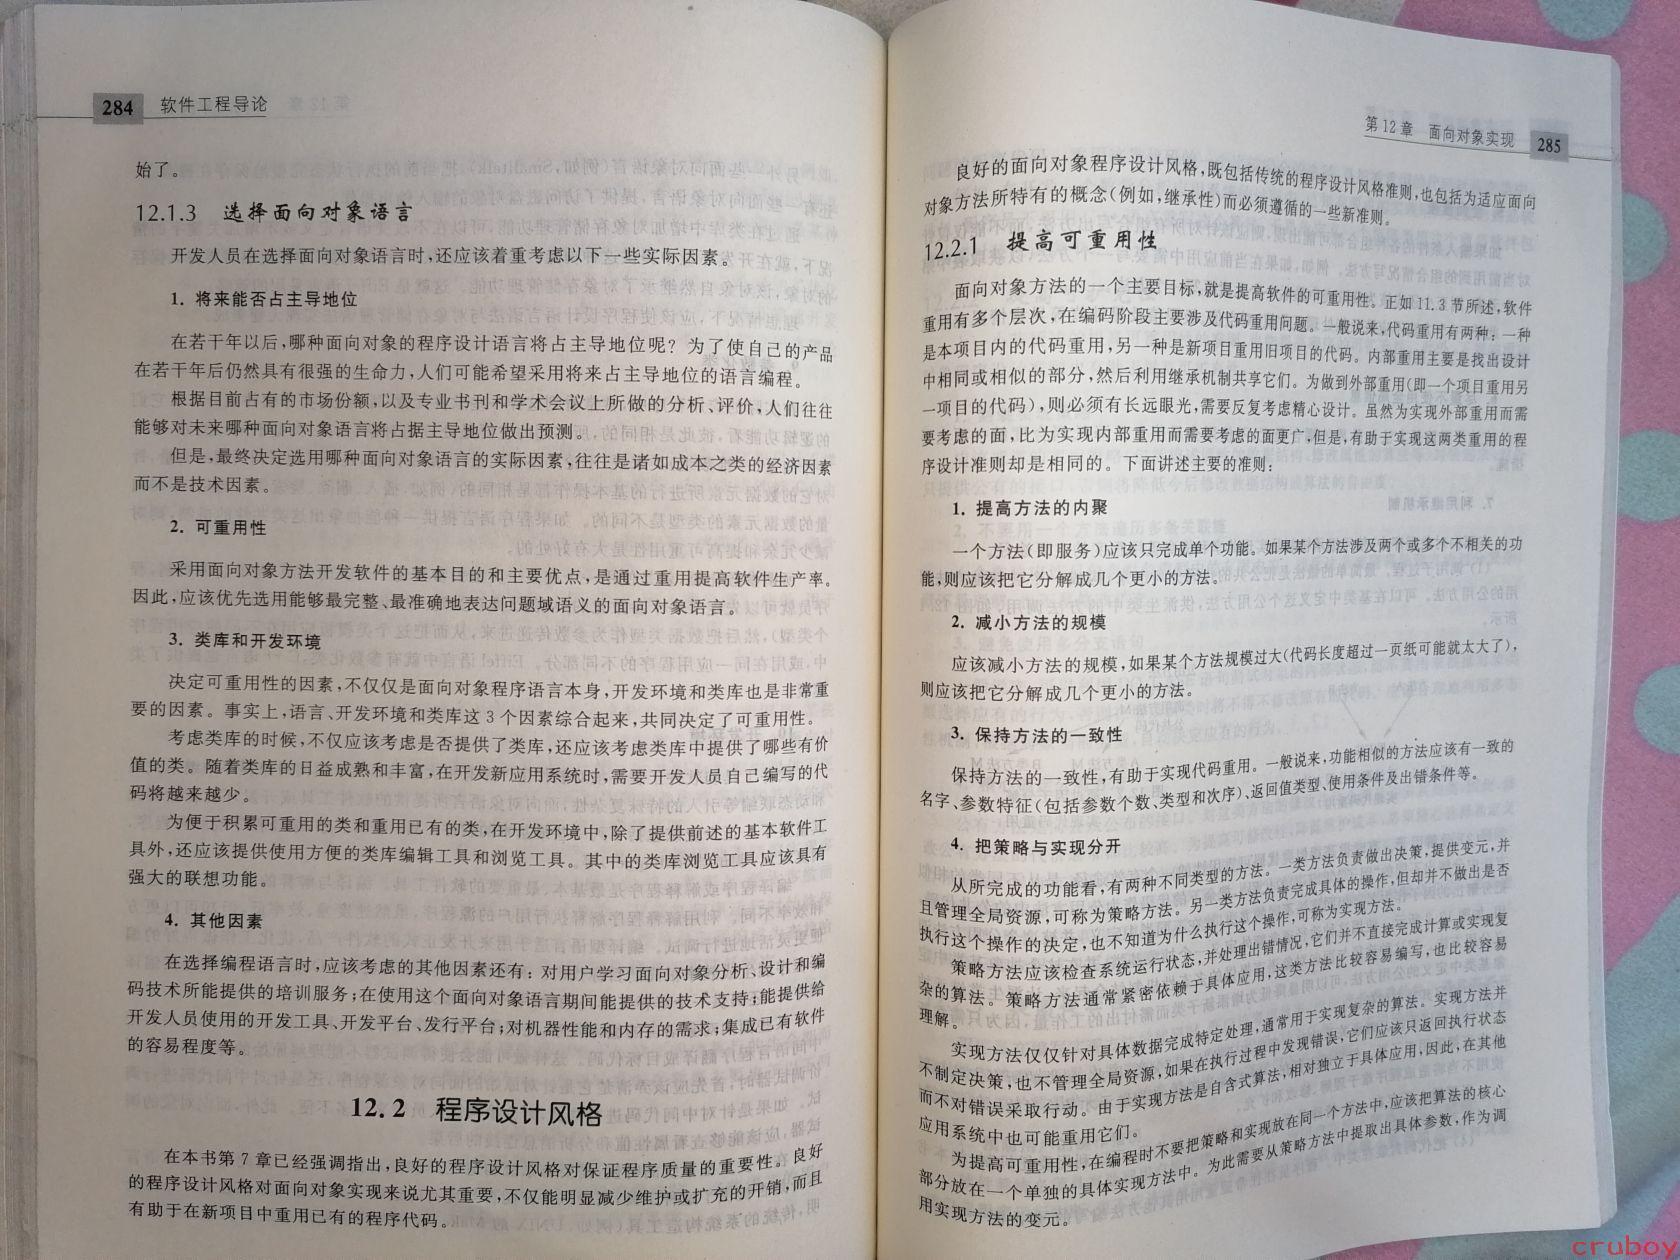 284 软件工程导论
始了。
12.1.3 选择面向对象语言
开发人员在选择面向对象语言时,还应该着重考虑以下一些实际因素。
1. 将来能否占主导地位
在若干年以后,哪种面向对象的程序设计语言将占主导地位呢? 为了使自己的产品
在若干年后仍然具有很强的生命力,人们可能希望采用将来占主导地位的语言编程。
根据目前占有的市场份额,以及专业书刊和学术会议上所做的分析、评价,人们往往
能够对未来哪种面向对象语言将占据主导地位做出预测。
但是,最终决定选用哪种面向对象语言的实际因素,往往是诸如成本之类的经济因素
而不是技术因素。
2. 可重用性
采用面向对象方法开发软件的基本目的和主要优点,是通过重用提高软件生产率。
因此,应该优先选用能够最完整、最准确地表达问题域语义的面向对象语言。
3. 类库和开发环境
决定可重用性的因素,不仅仅是面向对象程序语言本身,开发环境和类库也是非常重
要的因素。事实上,语言、开发环境和类库这 3 个因素综合起来,共同决定了可重用性。
考虑类库的时候,不仅应该考虑是否提供了类库,还应该考虑类库中提供了哪些有价
值的类。随着类库的日益成熟和丰富,在开发新应用系统时,需要开发人员自己编写的代
码将越来越少。
为便于积累可重用的类和重用已有的类,在开发环境中,除了提供前述的基本软件工
具外,还应该提供使用方便的类库编辑工具和浏览工具。其中的类库浏览工具应该具有
强大的联想功能。
4. 其他因素
在选择编程语言时,应该考虑的其他因素还有: 对用户学习面向对象分析、设计和编
码技术所能提供的培训服务;在使用这个面向对象语言期间能提供的技术支持;能提供给
开发人员使用的开发工具、开发平台、发行平台;对机器性能和内存的需求;集成已有软件
的容易程度等。
12.2 程序设计风格
在本书第 7 章已经强调指出,良好的程序设计风格对保证程序质量的重要性。良好
的程序设计风格对面向对象实现来说尤其重要,不仅能明显减少维护或扩充的开销,而且
有助于在新项目中重用已有的程序代码。
第 12 章 面向对象实现 285
良好的面向对象程序设计风格,既包括传统的程序设计风格准则,也包括为适应面向
对象方法所特有的概念(例如,继承性)而必须遵循的一些新准则。
12.2.1 提高可重用性
面向对象方法的一个主要目标,就是提高软件的可重用性。正如 11.3 节所述,软件
重用有多个层次,在编码阶段主要涉及代码重用问题。一般说来,代码重用有两种: 一种
是本项目内的代码重用,另一种是新项目重用旧项目的代码。内部重用主要是找出设计
中相同或相似的部分,然后利用继承机制共享它们。为做到外部重用(即一个项目重用另
一项目的代码),则必须有长远眼光,需要反复考虑精心设计。虽然为实现外部重用而需
要考虑的面,比为实现内部重用而需要考虑的面更广,但是,有助于实现这两类重用的程
序设计准则却是相同的。下面讲述主要的准则:
1. 提高方法的内聚
一个方法(即服务)应该只完成单个功能。如果某个方法涉及两个或多个不相关的功
能,则应该把它分解成几个更小的方法。
2. 减小方法的规模
应该减小方法的规模,如果某个方法规模过大(代码长度超过一页纸可能就太大了),
则应该把它分解成几个更小的方法。
3. 保持方法的一致性
保持方法的一致性,有助于实现代码重用。一般说来,功能相似的方法应该有一致的
名字、参数特征(包括参数个数、类型和次序)、返回值类型、使用条件及出错条件等。
4. 把策略与实现分开
从所完成的功能看,有两种不同类型的方法。一类方法负责做出决策,提供变元,并
且管理全局资源,可称为策略方法。另一类方法负责完成具体的操作,但却并不做出是否
执行这个操作的决定,也不知道为什么执行这个操作,可称为实现方法。
策略方法应该检查系统运行状态,并处理出错情况,它们并不直接完成计算或实现复
杂的算法。策略方法通常紧密依赖于具体应用,这类方法比较容易编写,也比较容易
理解。
实现方法仅仅针对具体数据完成特定处理,通常用于实现复杂的算法。实现方法并
不制定决策,也不管理全局资源,如果在执行过程中发现错误,它们应该只返回执行状态
而不对错误采取行动。由于实现方法是自含式算法,相对独立于具体应用,因此,在其他
应用系统中也可能重用它们。
为提高可重用性,在编程时不要把策略和实现放在同一个方法中,应该把算法的核心
部分放在一个单独的具体实现方法中。为此需要从策略方法中提取出具体参数,作为调
用实现方法的变元。
cruboy